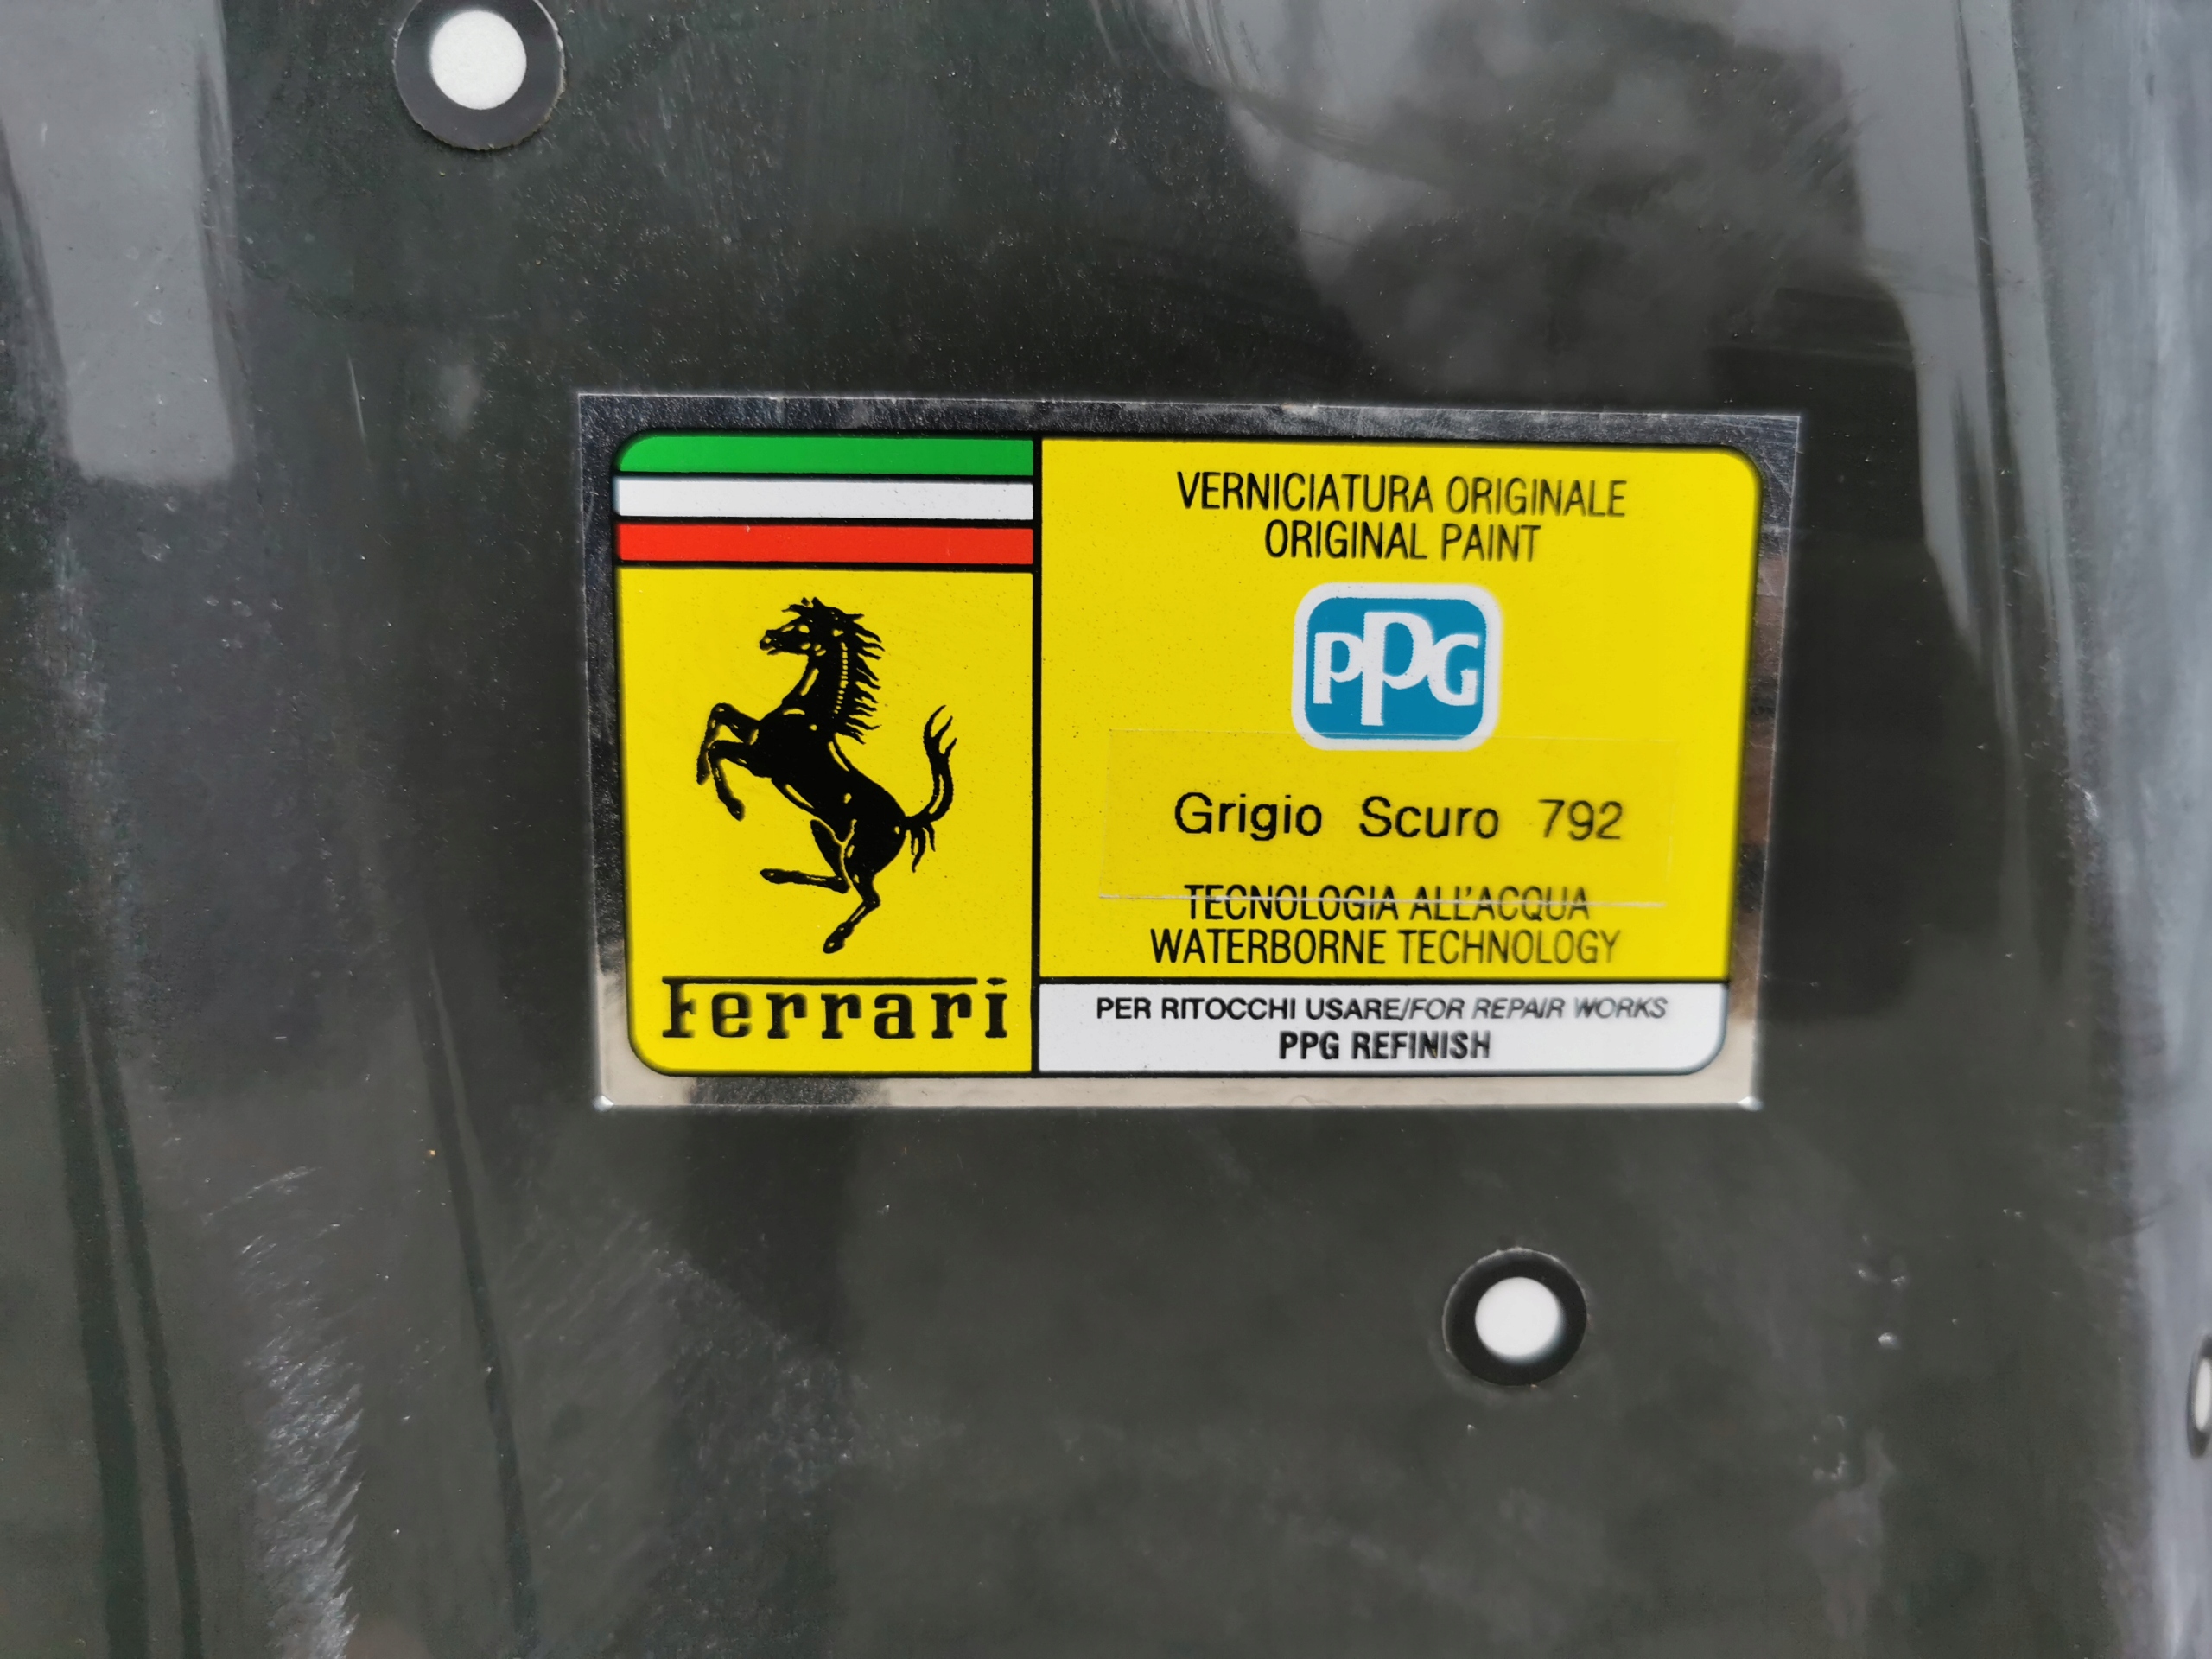 VERNICIATURA ORIGINALE
ORIGINAL PAINT
PPG
Grigio Scuro 792
TECNOLOGIA ALL'ACQUA
WATERBORNE TECHNOLOGY
Ferrari
PER RITOCCHI USARE/FOR REPAIR WORKS
PPG REFINISH